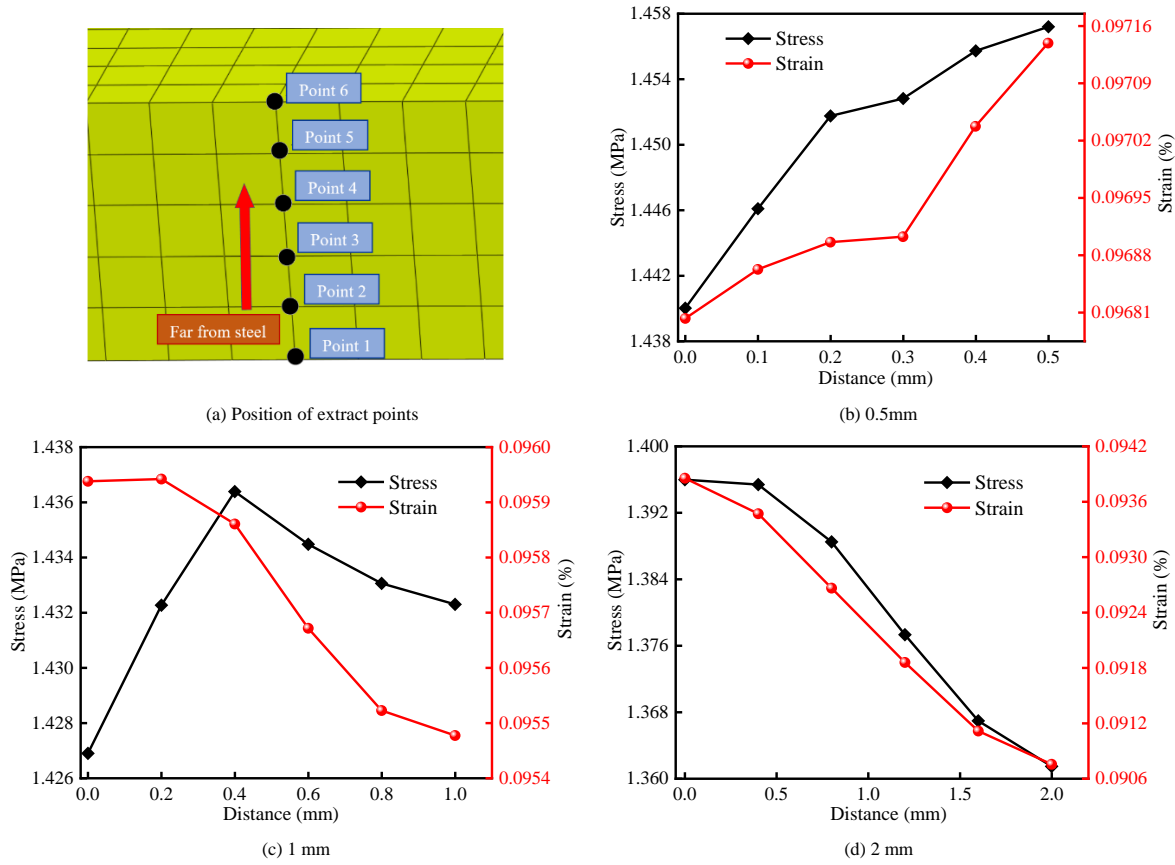 Point 6
Point 5
Point 4
Point 3
Point 2
Far from steel
Point 1
(a) Position of extract points
1.458
1.454
1.450
1.446
1.442
1.438
Stress (MPa)
Stress
Strain
0.09716
0.09709
0.09702
0.09695
0.09688
0.09681
Strain (%)
0.0 0.1 0.2 0.3 0.4 0.5
Distance (mm)
(b) 0.5mm
1.438
1.436
1.434
1.432
1.430
1.428
1.426
Stress (MPa)
Stress
Strain
0.0960
0.0959
0.0958
0.0957
0.0956
0.0955
0.0954
Strain (%)
0.0 0.2 0.4 0.6 0.8 1.0
Distance (mm)
(c) 1 mm
1.400
1.392
1.384
1.376
1.368
1.360
Stress (MPa)
Stress
Strain
0.0942
0.0936
0.0930
0.0924
0.0918
0.0912
0.0906
Strain (%)
0.0 0.5 1.0 1.5 2.0
Distance (mm)
(d) 2 mm